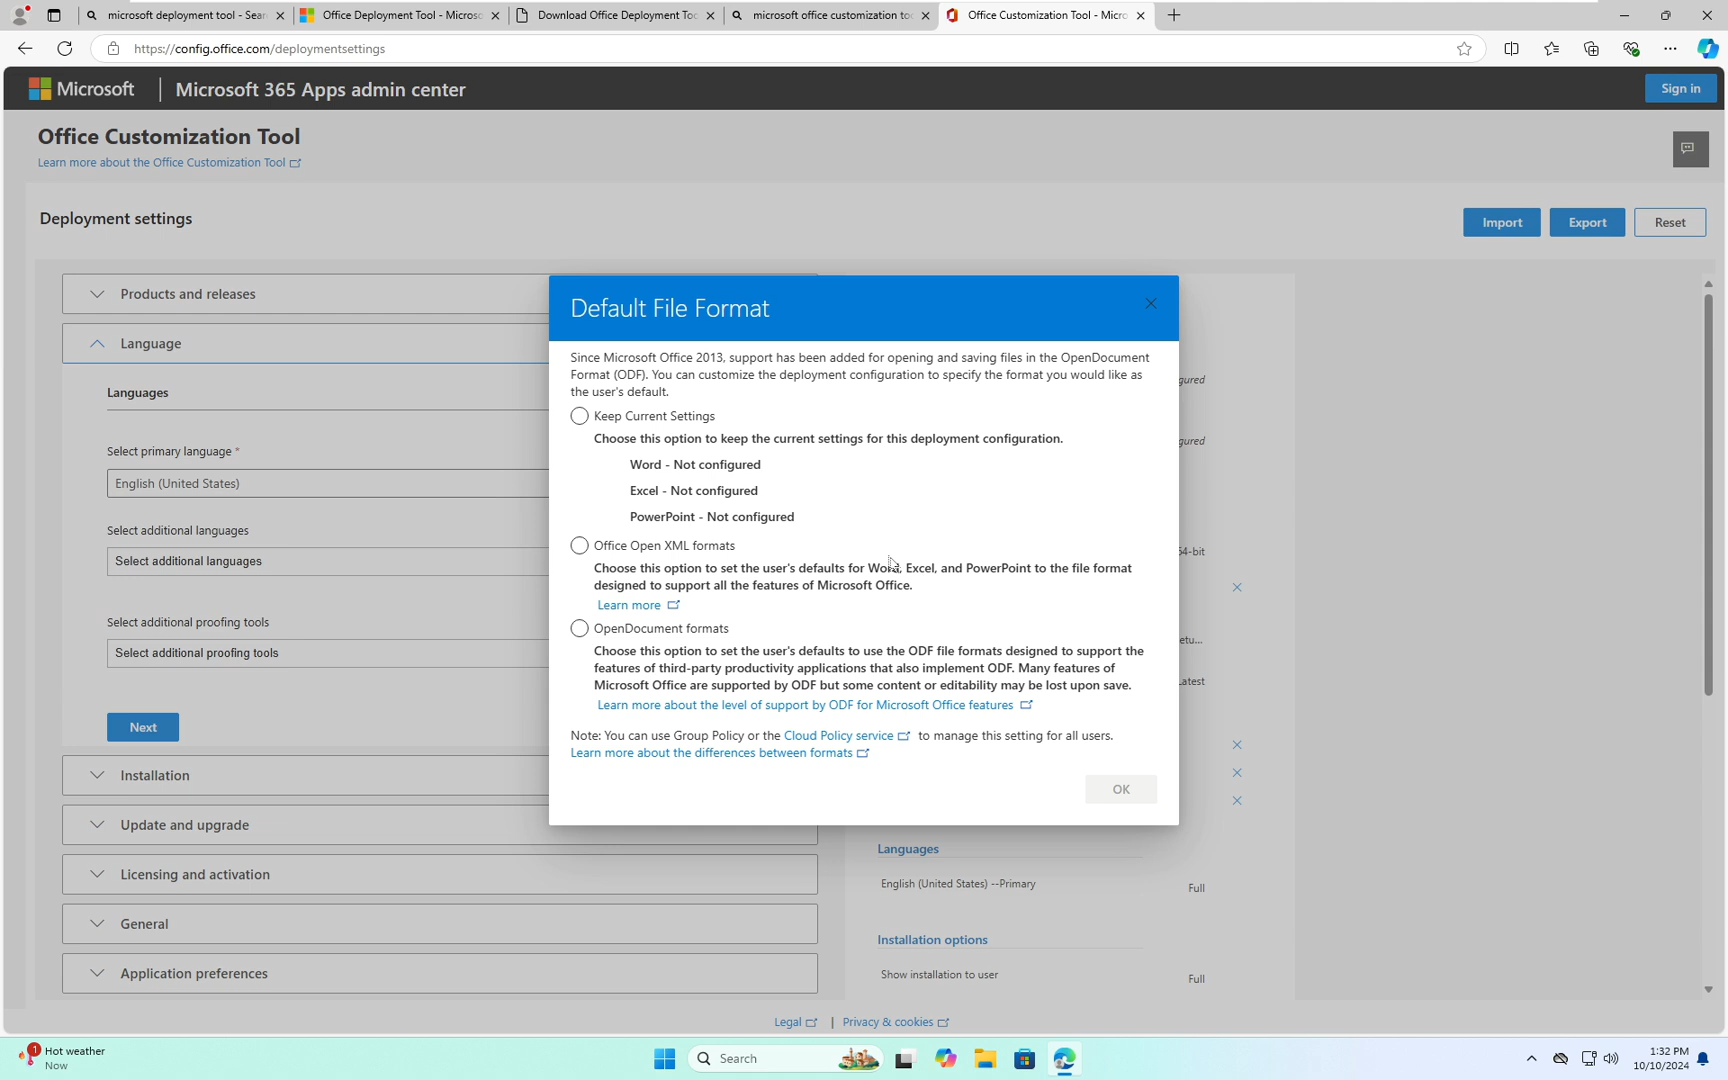 microsoft deployment tool - Sea
Office Deployment Tool - Micros
Download Office Deployment To
microsoft office customization to
Office Customization Tool - Micro
https://config.office.com/deploymentsettings
Microsoft
Microsoft 365 Apps admin center
Sign in
Office Customization Tool
Learn more about the Office Customization Tool
Deployment settings
Import
Export
Reset
Products and releases
Language
Languages
Select primary language *
English (United States)
Select additional languages
Select additional languages
Select additional proofing tools
Select additional proofing tools
Next
Installation
Update and upgrade
Licensing and activation
General
Application preferences
Default File Format
Since Microsoft Office 2013, support has been added for opening and saving files in the OpenDocument
Format (ODF). You can customize the deployment configuration to specify the format you would like as
the user's default.
Keep Current Settings
Choose this option to keep the current settings for this deployment configuration.
Word - Not configured
Excel - Not configured
PowerPoint - Not configured
Office Open XML formats
Choose this option to set the user's defaults for Word, Excel, and PowerPoint to the file format
designed to support all the features of Microsoft Office.
Learn more
OpenDocument formats
Choose this option to set the user's defaults to use the ODF file formats designed to support the
features of third-party productivity applications that also implement ODF. Many features of
Microsoft Office are supported by ODF but some content or editability may be lost upon save.
Learn more about the level of support by ODF for Microsoft Office features
Note: You can use Group Policy or the Cloud Policy service to manage this setting for all users.
Learn more about the differences between formats
OK
gured
gured
64-bit
etu...
Latest
Languages
English (United States) --Primary
Full
Installation options
Show installation to user
Full
Legal
| Privacy & cookies
1
Hot weather
Now
Search
1:32 PM
10/10/2024